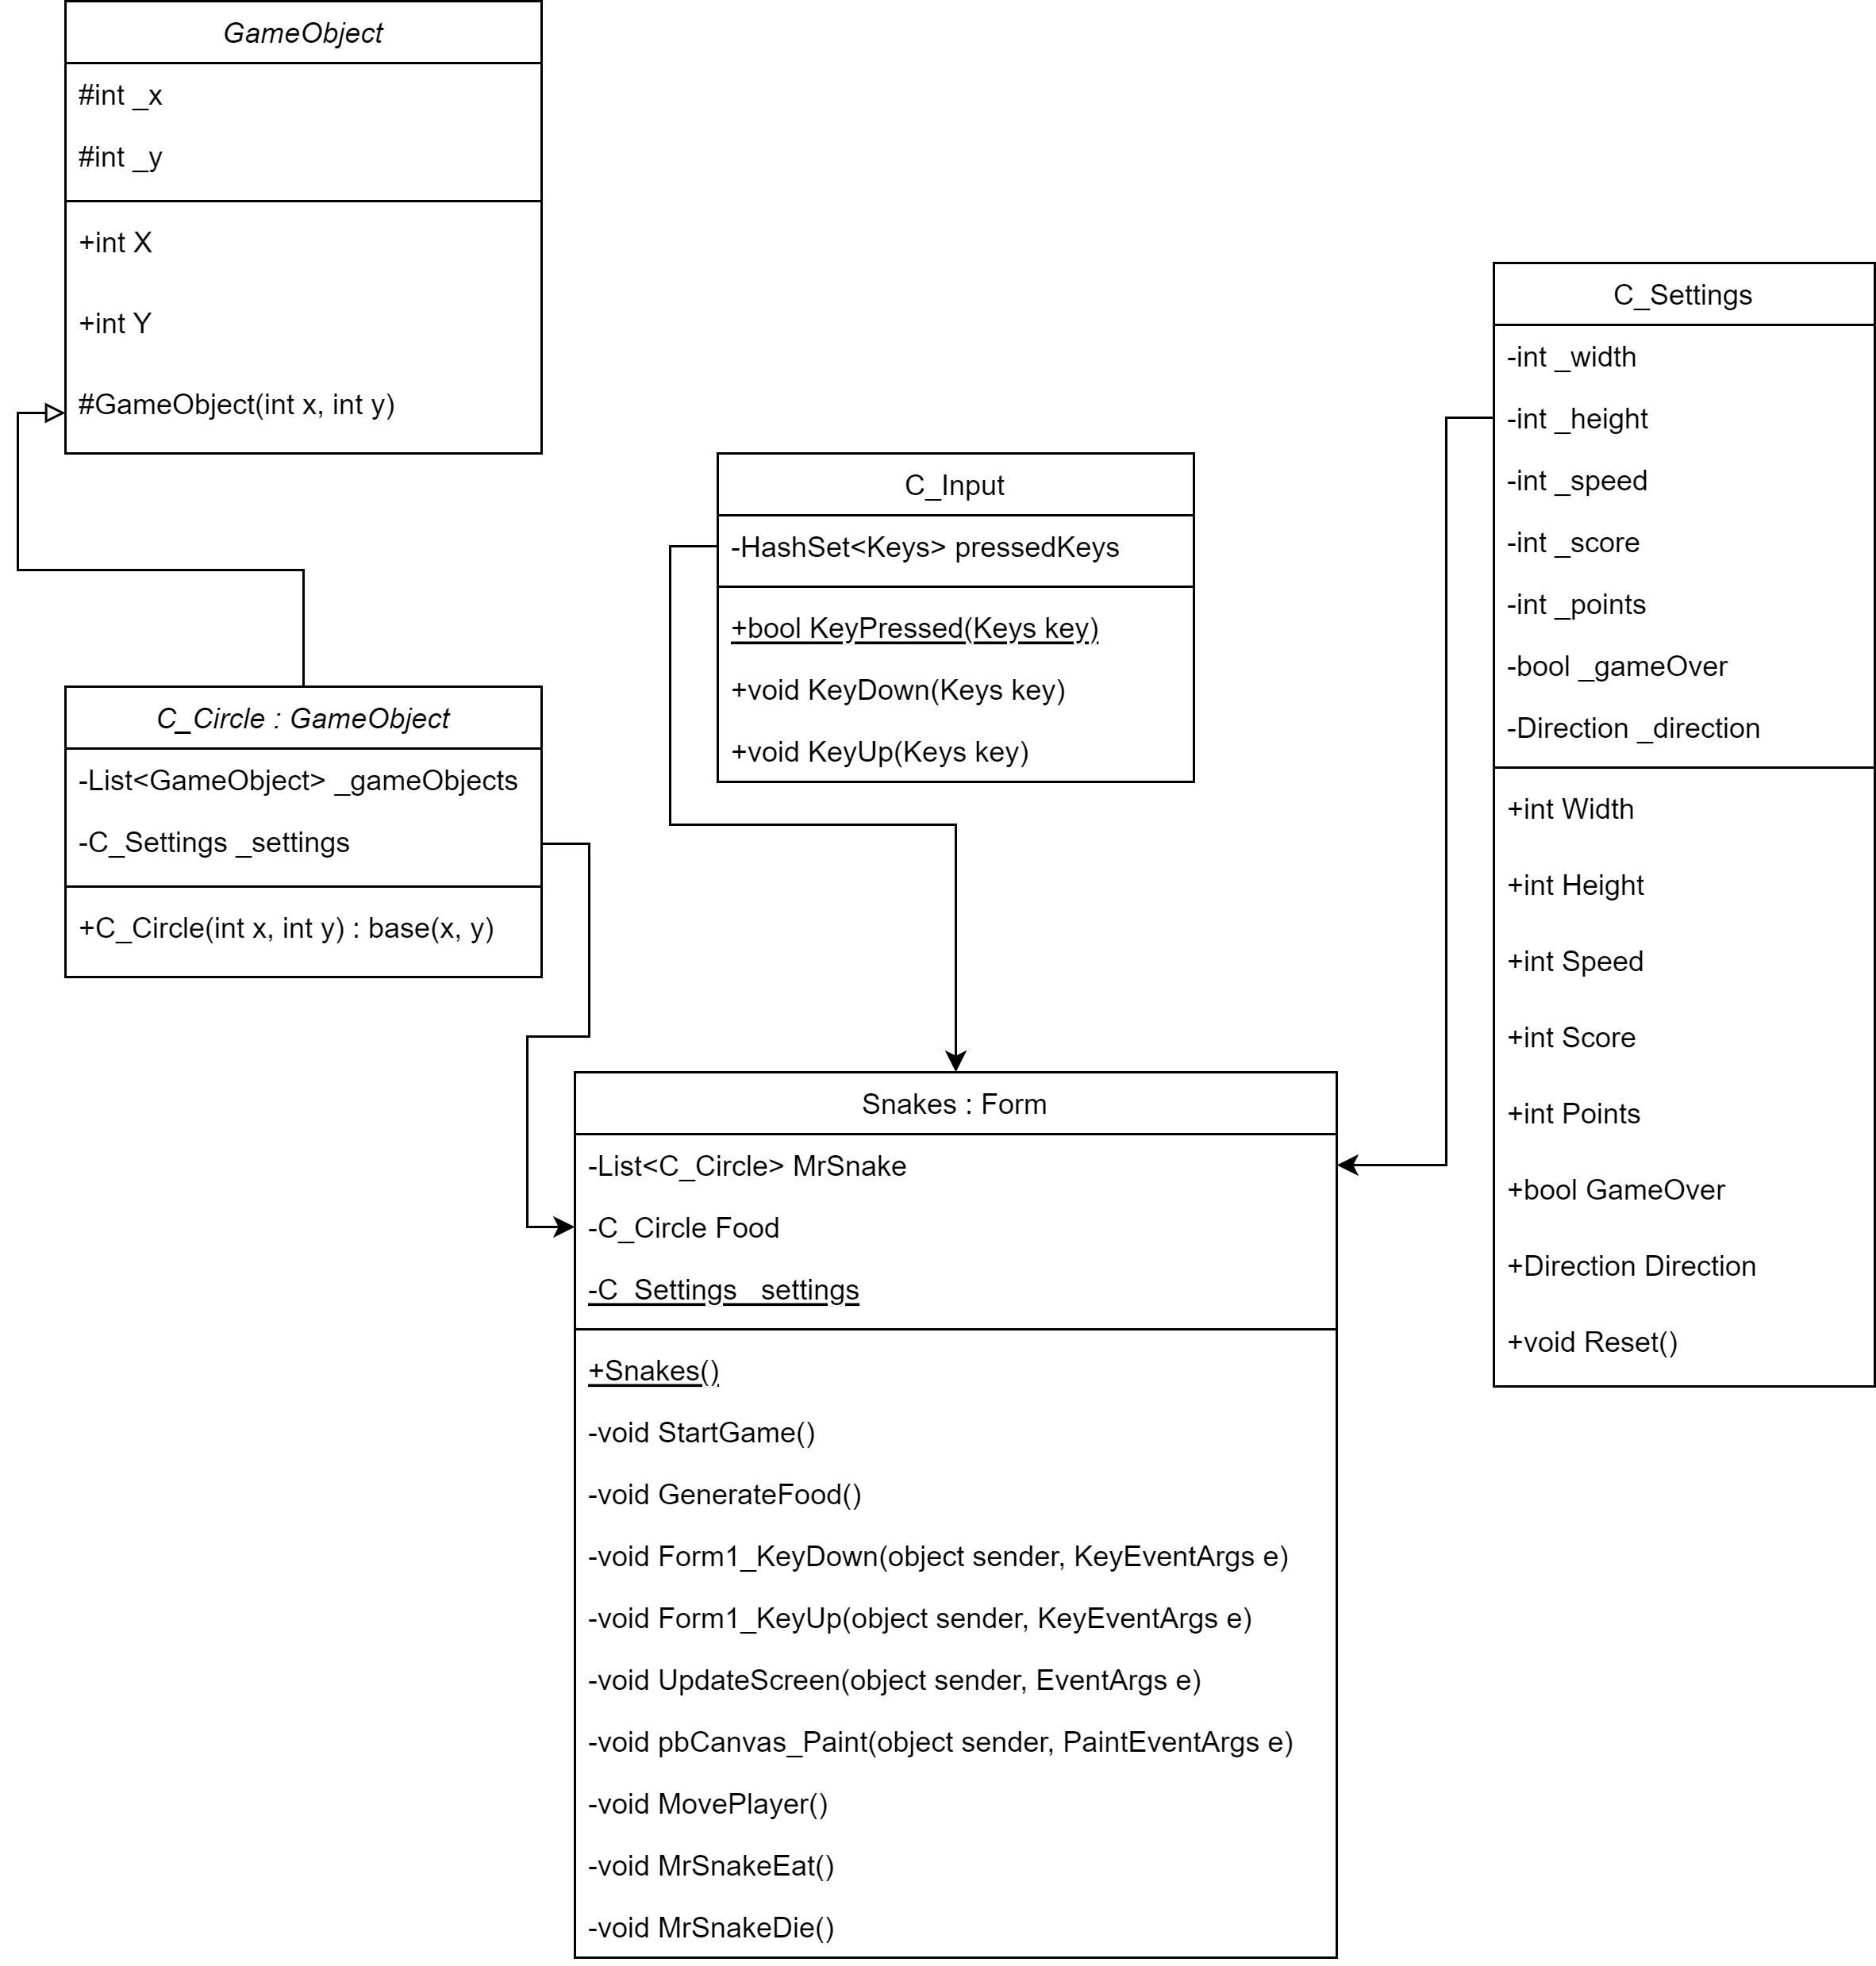 GameObject
#int _x
#int _y
+int X
+int Y
#GameObject(int x, int y)
C_Circle : GameObject
-List<GameObject> _gameObjects
-C_Settings _settings
+C_Circle(int x, int y) : base(x, y)
C_Input
-HashSet<Keys> pressedKeys
+bool KeyPressed(Keys key)
+void KeyDown(Keys key)
+void KeyUp(Keys key)
C_Settings
-int _width
-int _height
-int _speed
-int _score
-int _points
-bool _gameOver
-Direction _direction
+int Width
+int Height
+int Speed
+int Score
+int Points
+bool GameOver
+Direction Direction
+void Reset()
Snakes : Form
-List<C_Circle> MrSnake
-C_Circle Food
-C_Settings _settings
+Snakes()
-void StartGame()
-void GenerateFood()
-void Form1_KeyDown(object sender, KeyEventArgs e)
-void Form1_KeyUp(object sender, KeyEventArgs e)
-void UpdateScreen(object sender, EventArgs e)
-void pbCanvas_Paint(object sender, PaintEventArgs e)
-void MovePlayer()
-void MrSnakeEat()
-void MrSnakeDie()